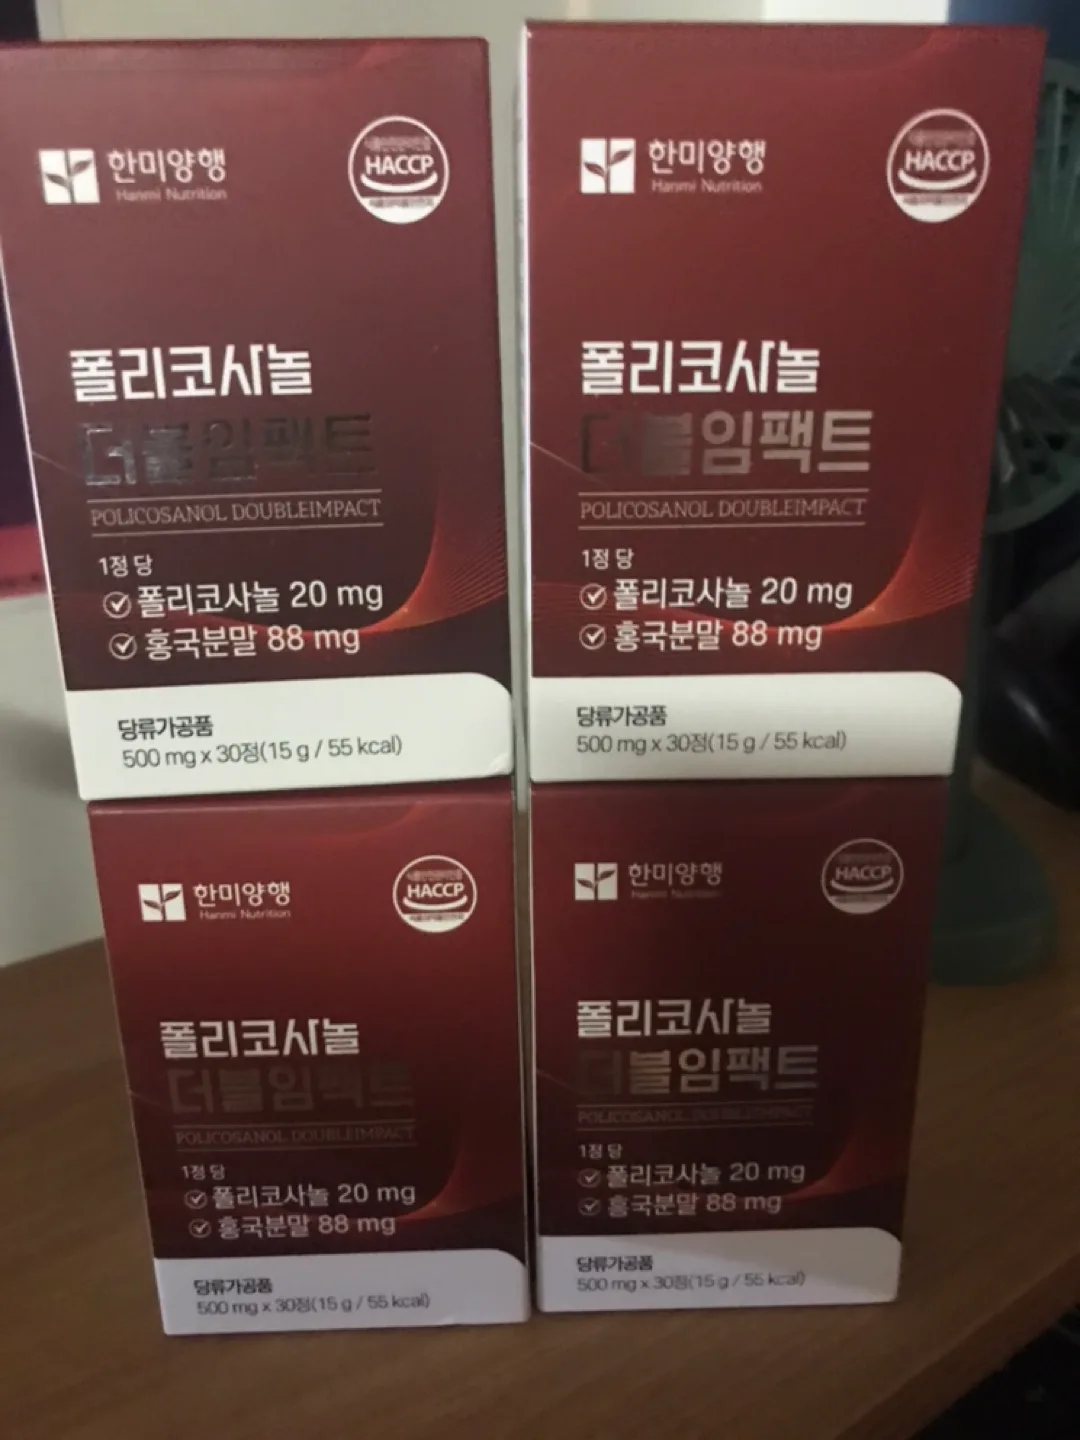 한미양행
Hanmi Nutrition
HACCP
폴리코사놀
더블임팩트
POLICOSANOL DOUBLEIMPACT
1정 당
폴리코사놀 20 mg
홍국분말 88 mg
당류가공품
500 mg x 30정(15 g / 55 kcal)
한미양행
Hanmi Nutrition
HACCP
폴리코사놀
더블임팩트
POLICOSANOL DOUBLEIMPACT
1정 당
폴리코사놀 20 mg
홍국분말 88 mg
당류가공품
500 mg x 30정(15 g / 55 kcal)
한미양행
Hanmi Nutrition
HACCP
폴리코사놀
더블임팩트
POLICOSANOL DOUBLEIMPACT
1정 당
폴리코사놀 20 mg
홍국분말 88 mg
당류가공품
500 mg x 30정(15 g / 55 kcal)
한미양행
Hanmi Nutrition
HACCP
폴리코사놀
더블임팩트
POLICOSANOL DOUBLEIMPACT
1정 당
폴리코사놀 20 mg
홍국분말 88 mg
당류가공품
500 mg x 30정(15 g / 55 kcal)